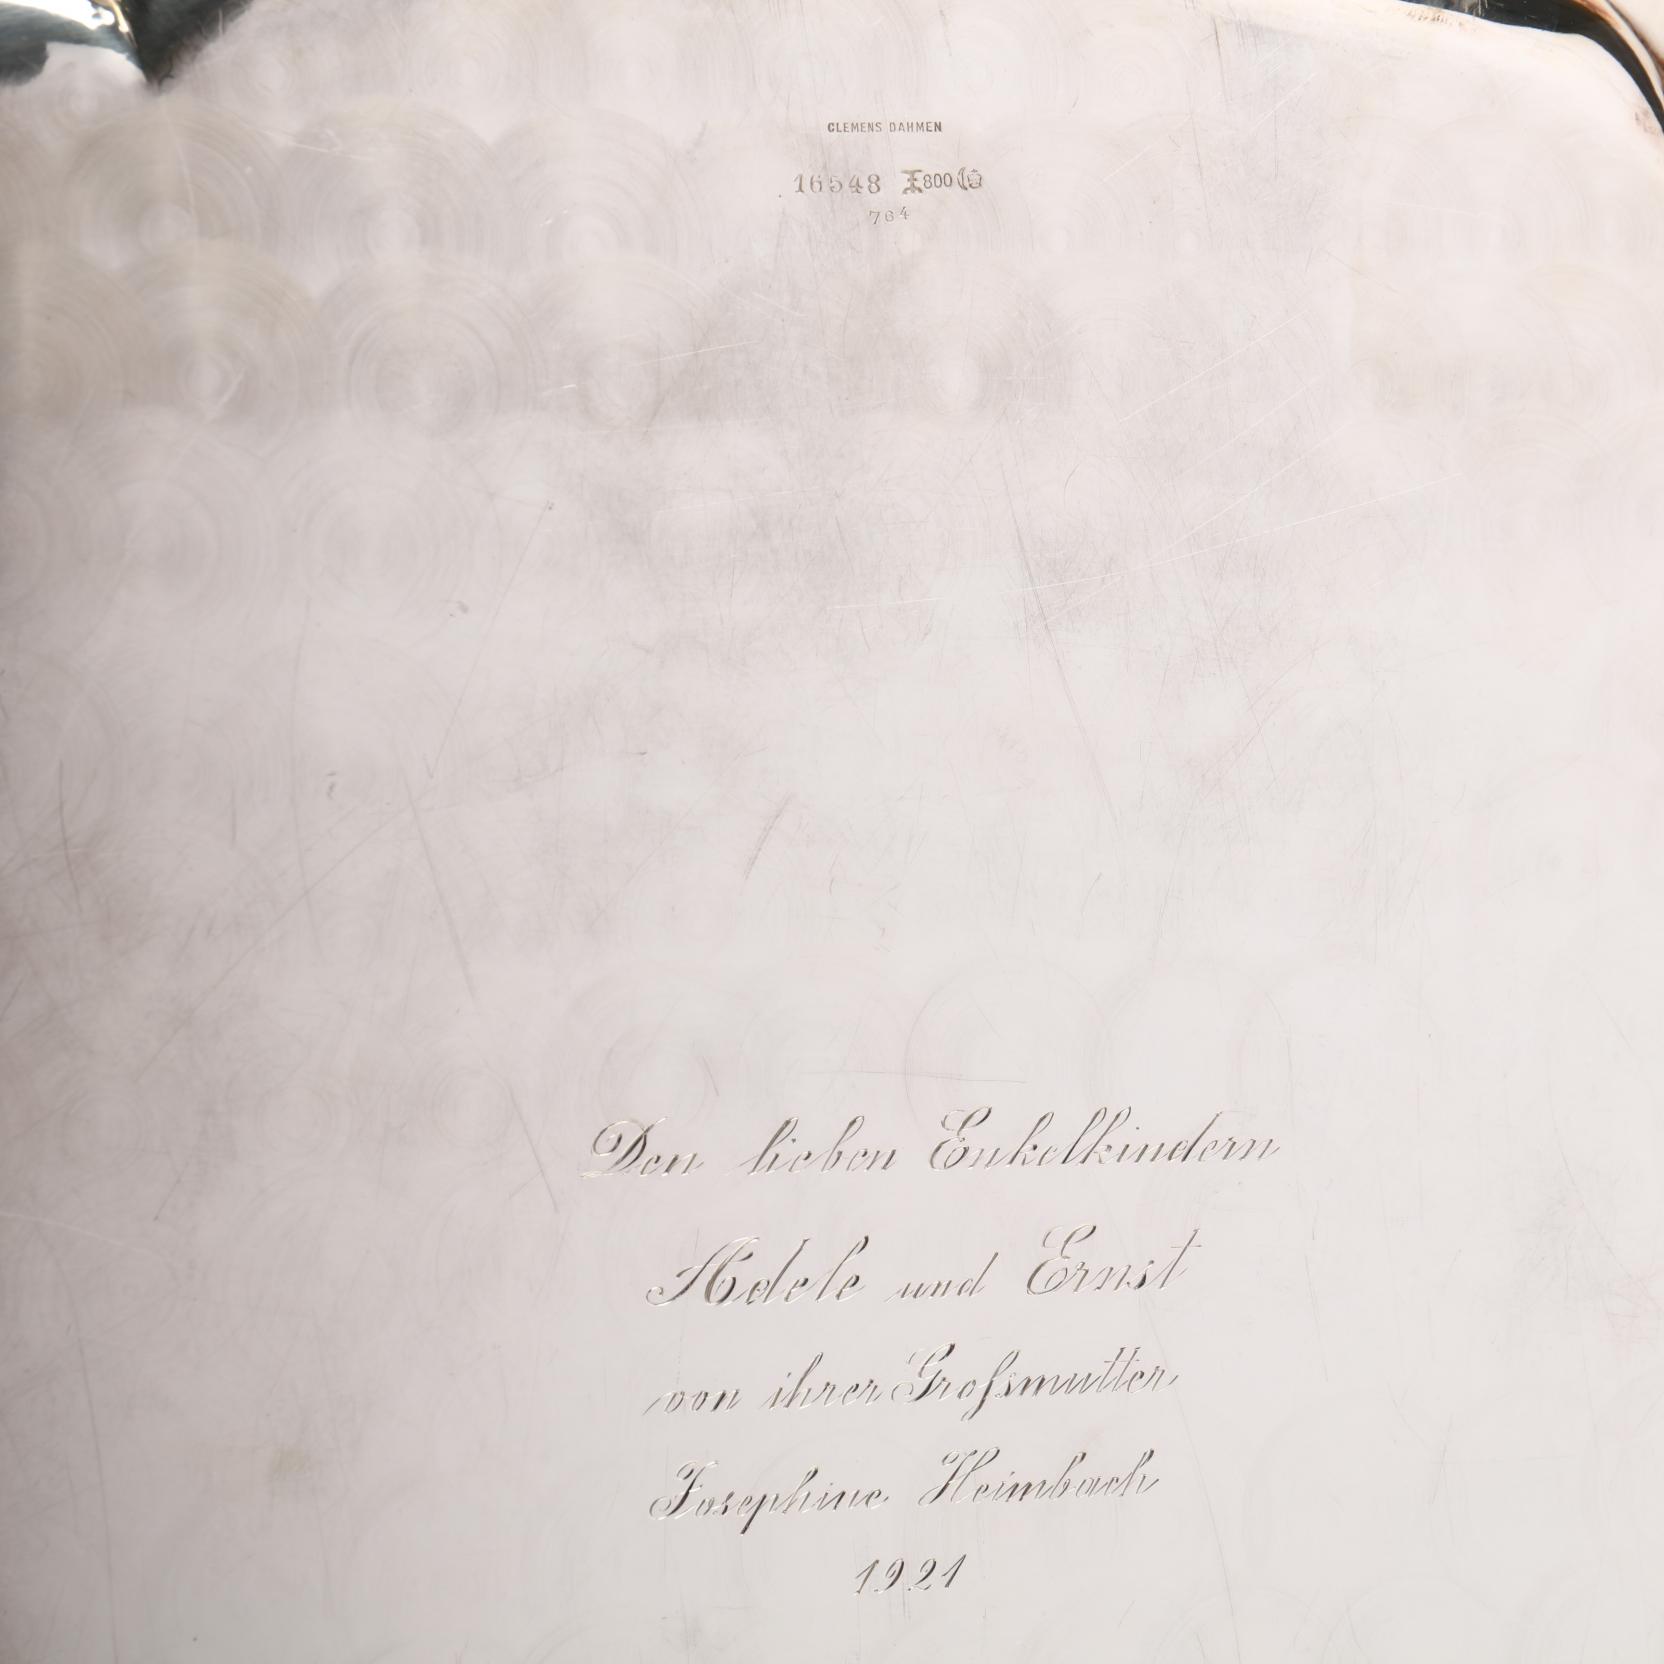 CLEMENS DAHMEN
16548 800
764
Den lieben Enkelkindern
Adele und Ernst
von ihrer Großmutter
Josephine Heimbach
1921